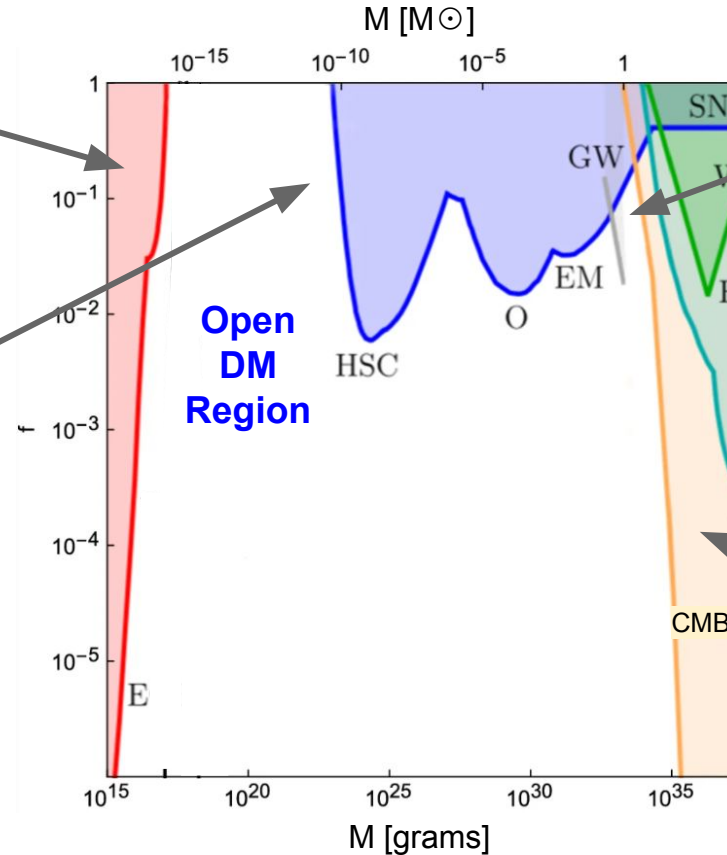 M [M☉]
10⁻¹⁵ 10⁻¹⁰ 10⁻⁵ 1
1
SN
GW
10⁻¹
EM
10⁻²
O
Open
DM
Region
HSC
f
10⁻³
10⁻⁴
CMB
10⁻⁵
E
10¹⁵ 10²⁰ 10²⁵ 10³⁰ 10³⁵
M [grams]